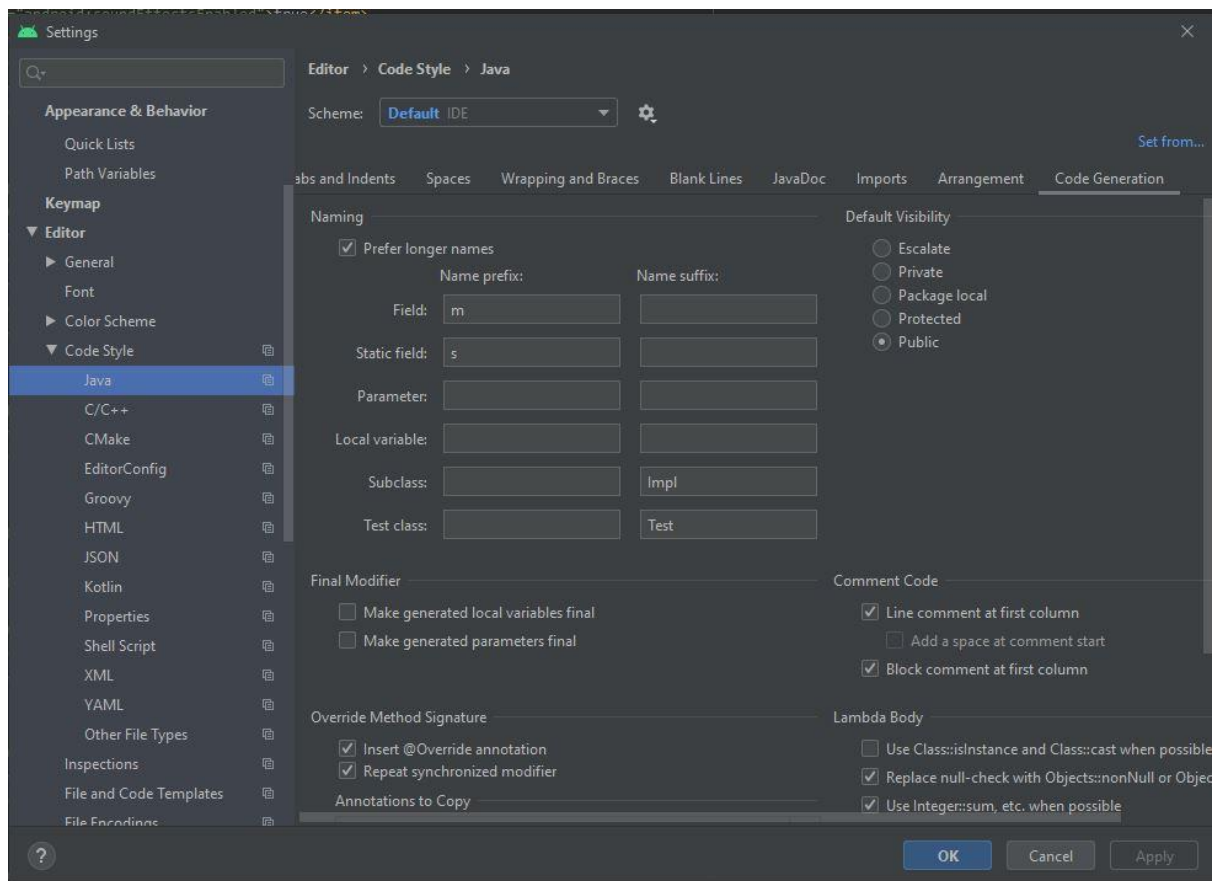 ="android:soundEffectsEnabled">true</item>
Settings
Appearance & Behavior
Quick Lists
Path Variables
Keymap
Editor
General
Font
Color Scheme
Code Style
Java
C/C++
CMake
EditorConfig
Groovy
HTML
JSON
Kotlin
Properties
Shell Script
XML
YAML
Other File Types
Inspections
File and Code Templates
File Encodings
Editor › Code Style › Java
Scheme: Default IDE
Set from...
abs and Indents Spaces Wrapping and Braces Blank Lines JavaDoc Imports Arrangement Code Generation
Naming
Prefer longer names
Name prefix: Name suffix:
Field: m
Static field: s
Parameter:
Local variable:
Subclass: Impl
Test class: Test
Default Visibility
Escalate
Private
Package local
Protected
Public
Final Modifier
Make generated local variables final
Make generated parameters final
Comment Code
Line comment at first column
Add a space at comment start
Block comment at first column
Override Method Signature
Insert @Override annotation
Repeat synchronized modifier
Annotations to Copy
Lambda Body
Use Class::isInstance and Class::cast when possible
Replace null-check with Objects::nonNull or Objec
Use Integer::sum, etc. when possible
?
OK Cancel Apply